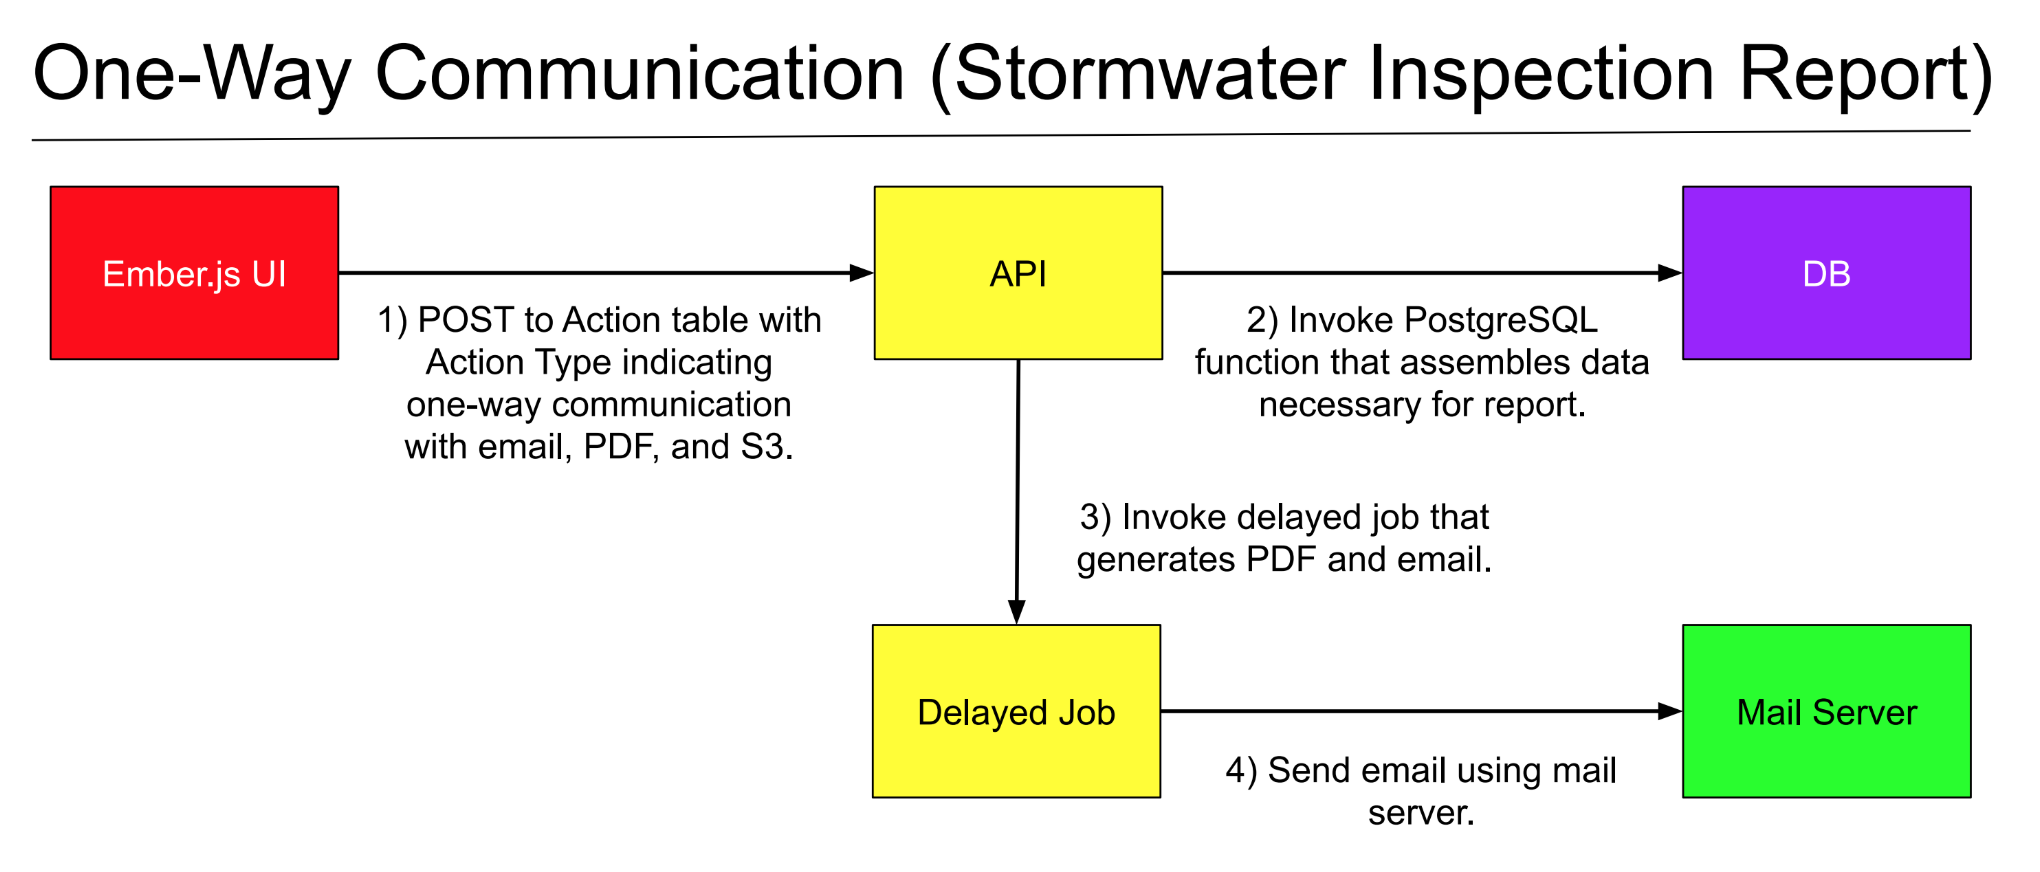 One-Way Communication (Stormwater Inspection Report)
Ember.js UI
API
DB
1) POST to Action table with
Action Type indicating
one-way communication
with email, PDF, and S3.
2) Invoke PostgreSQL
function that assembles data
necessary for report.
3) Invoke delayed job that
generates PDF and email.
Delayed Job
Mail Server
4) Send email using mail
server.